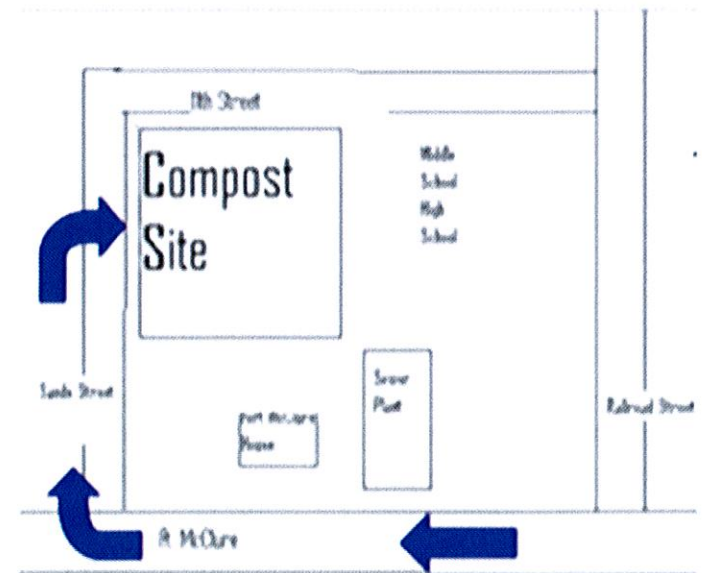 11th Street
Compost
Site
Middle
School
High
School
Sands Street
Sewer
Plant
Fort McClure
House
Railroad Street
Ft. McClure